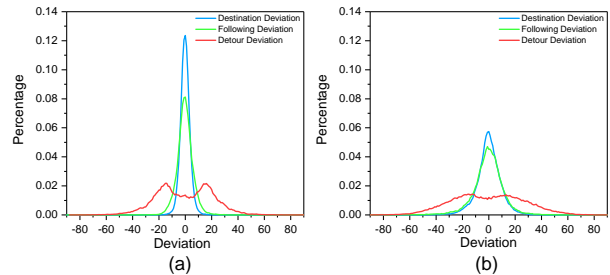 0.14
0.12
0.10
0.08
0.06
0.04
0.02
0.00
Percentage
Destination Deviation
Following Deviation
Detour Deviation
-80 -60 -40 -20 0 20 40 60 80
Deviation
(a)
0.14
0.12
0.10
0.08
0.06
0.04
0.02
0.00
Percentage
Destination Deviation
Following Deviation
Detour Deviation
-80 -60 -40 -20 0 20 40 60 80
Deviation
(b)